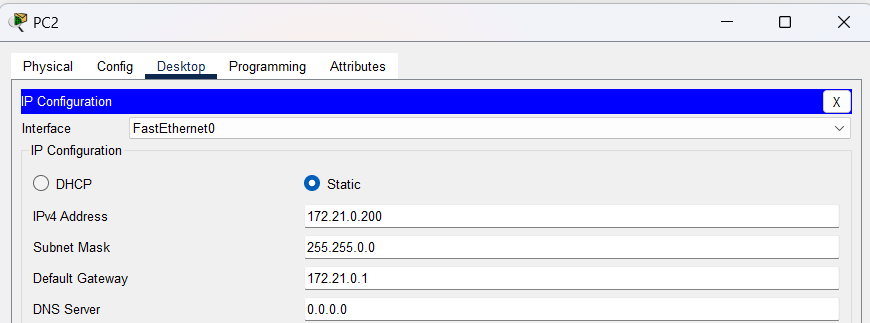 PC2
Physical Config Desktop Programming Attributes
IP Configuration X
Interface FastEthernet0
IP Configuration
DHCP Static
IPv4 Address 172.21.0.200
Subnet Mask 255.255.0.0
Default Gateway 172.21.0.1
DNS Server 0.0.0.0